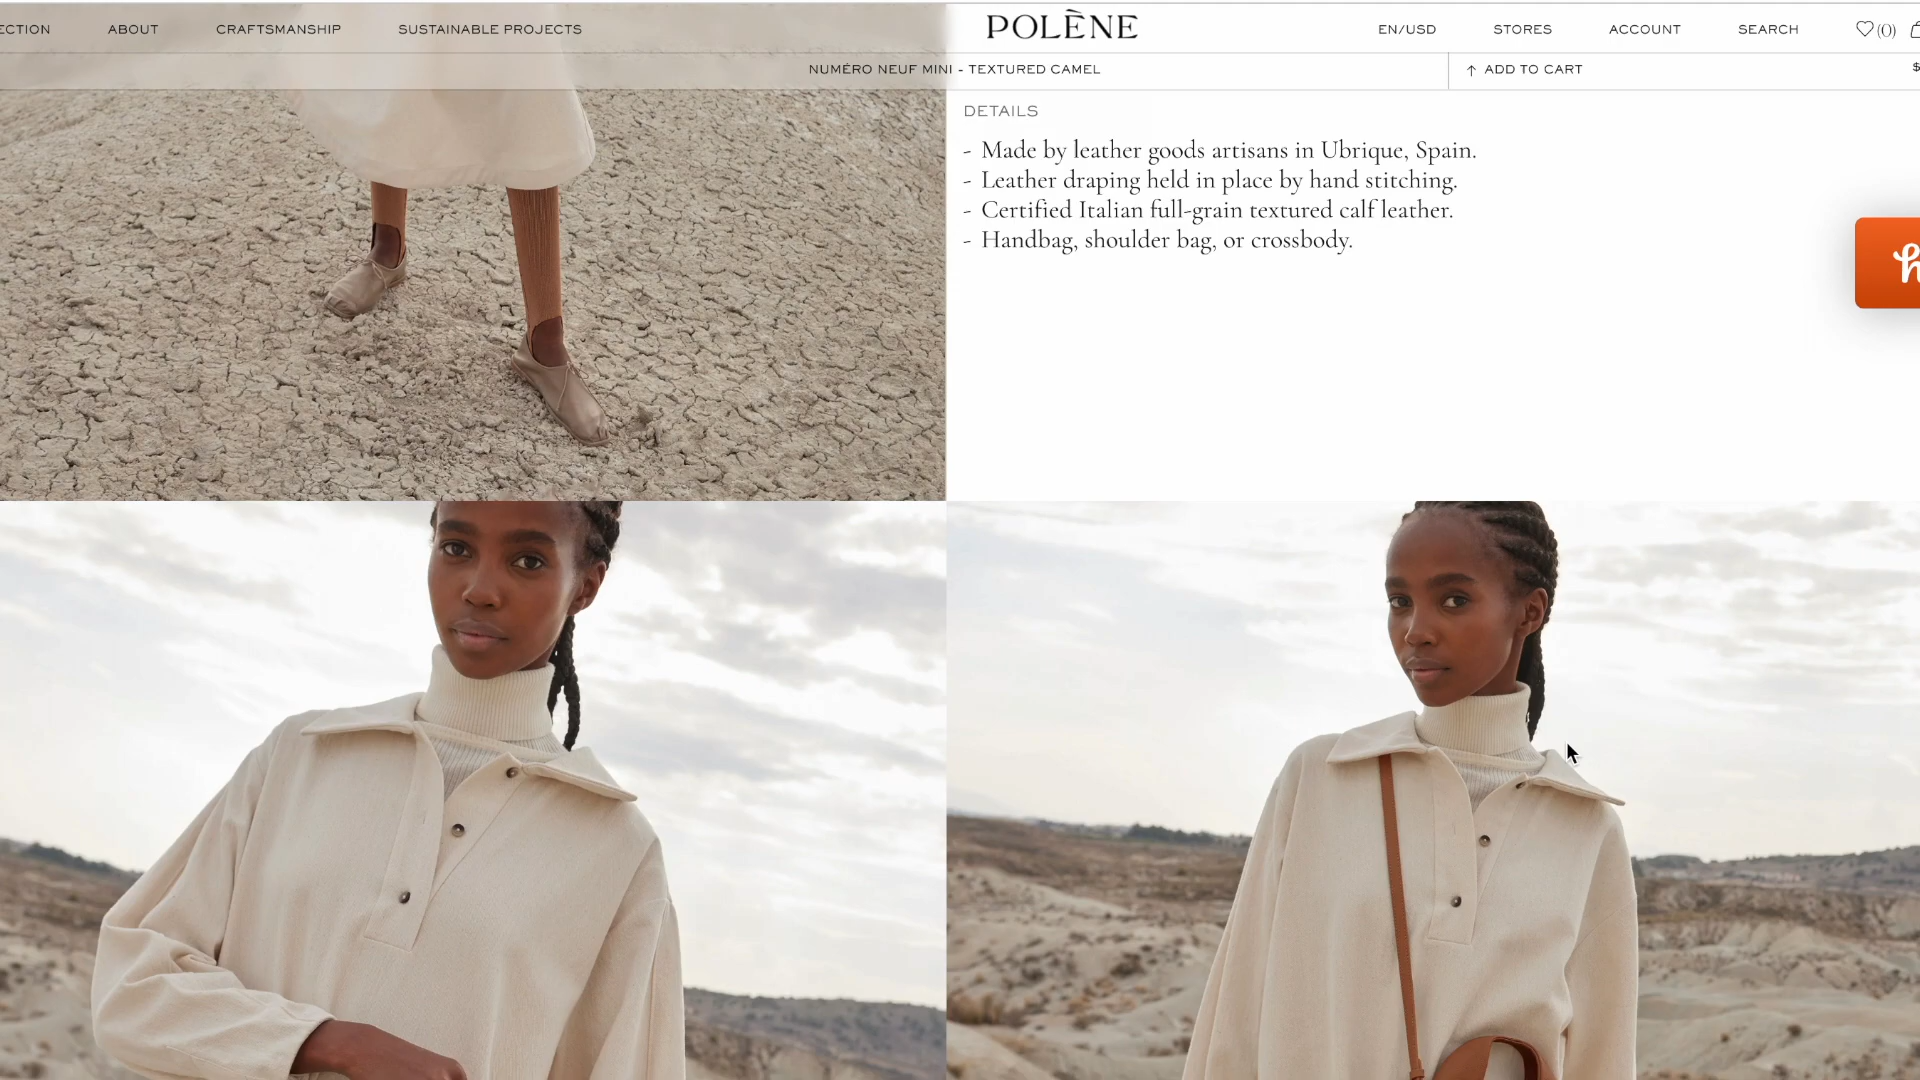 ECTION ABOUT CRAFTSMANSHIP SUSTAINABLE PROJECTS POLÈNE EN/USD STORES ACCOUNT SEARCH (0)
NUMÉRO NEUF MINI - TEXTURED CAMEL ↑ ADD TO CART $
DETAILS
- Made by leather goods artisans in Ubrique, Spain.
- Leather draping held in place by hand stitching.
- Certified Italian full-grain textured calf leather.
- Handbag, shoulder bag, or crossbody.
h